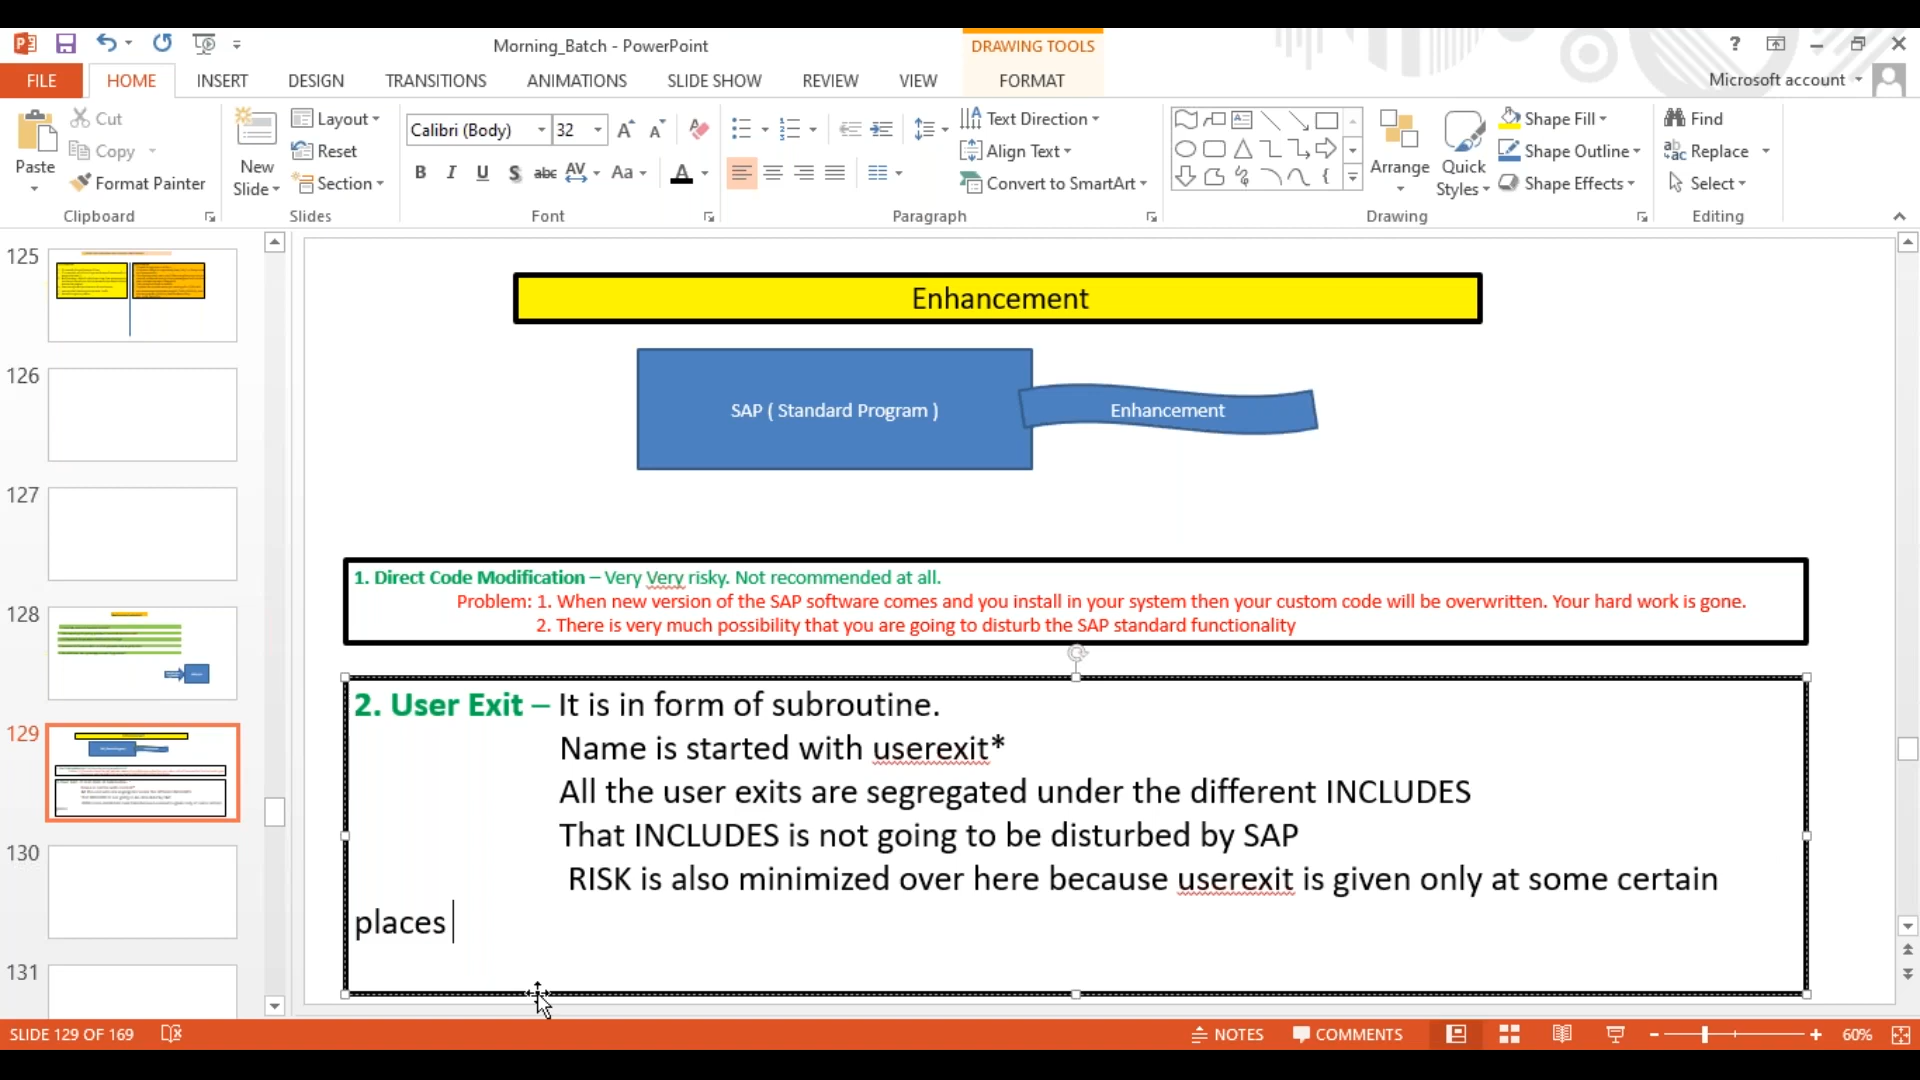 Morning_Batch - PowerPoint
DRAWING TOOLS
?
FILE
HOME
INSERT
DESIGN
TRANSITIONS
ANIMATIONS
SLIDE SHOW
REVIEW
VIEW
FORMAT
Microsoft account
Paste
Cut
Copy
Format Painter
Clipboard
New
Slide
Layout
Reset
Section
Slides
Calibri (Body)
32
B I U S abc AV Aa A
Font
Text Direction
Align Text
Convert to SmartArt
Paragraph
Arrange
Quick
Styles
Shape Fill
Shape Outline
Shape Effects
Drawing
Find
Replace
Select
Editing
125
126
127
128
129
130
131
Enhancement
SAP ( Standard Program )
Enhancement
1. Direct Code Modification – Very Very risky. Not recommended at all.
Problem: 1. When new version of the SAP software comes and you install in your system then your custom code will be overwritten. Your hard work is gone.
2. There is very much possibility that you are going to disturb the SAP standard functionality
2. User Exit – It is in form of subroutine.
Name is started with userexit*
All the user exits are segregated under the different INCLUDES
That INCLUDES is not going to be disturbed by SAP
RISK is also minimized over here because userexit is given only at some certain
places
SLIDE 129 OF 169
NOTES
COMMENTS
60%